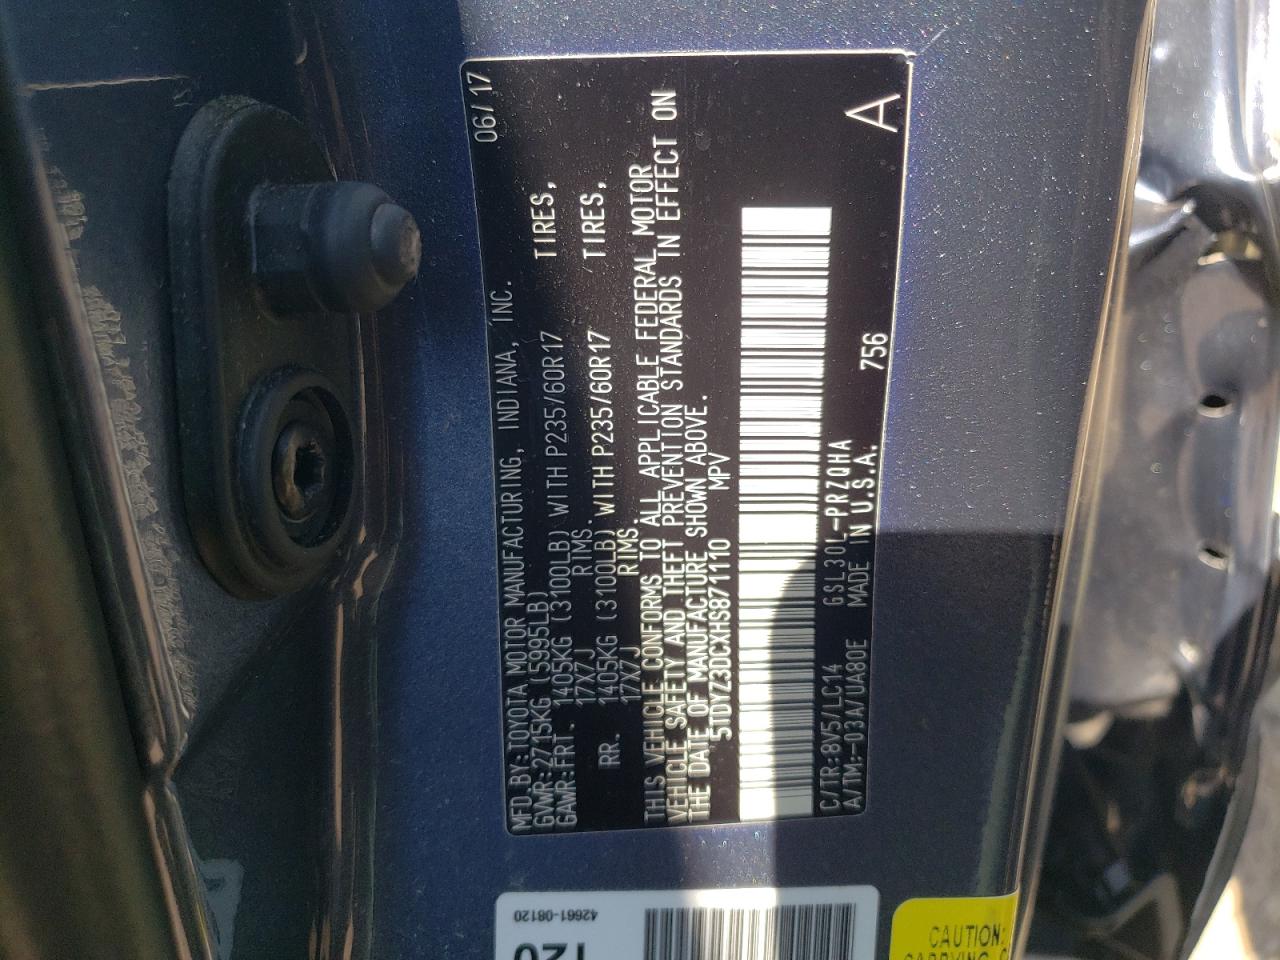 MFD.BY:TOYOTA MOTOR MANUFACTURING, INDIANA, INC. 06/17
GVWR:2715KG (5995LB)
GAWR:FRT. 1405KG (3100LB) WITH P235/60R17 TIRES,
17X7J RIMS.
RR. 1405KG (3100LB) WITH P235/60R17 TIRES,
17X7J RIMS.
THIS VEHICLE CONFORMS TO ALL APPLICABLE FEDERAL MOTOR
VEHICLE SAFETY AND THEFT PREVENTION STANDARDS IN EFFECT ON
THE DATE OF MANUFACTURE SHOWN ABOVE.
5TDYZ3DCXHS871110 MPV
C/TR:8V5/LC14 GSL30L-PRZQHA 756 A
A/TM:-03A/UA80E MADE IN U.S.A.
42661-08120
CAUTION: